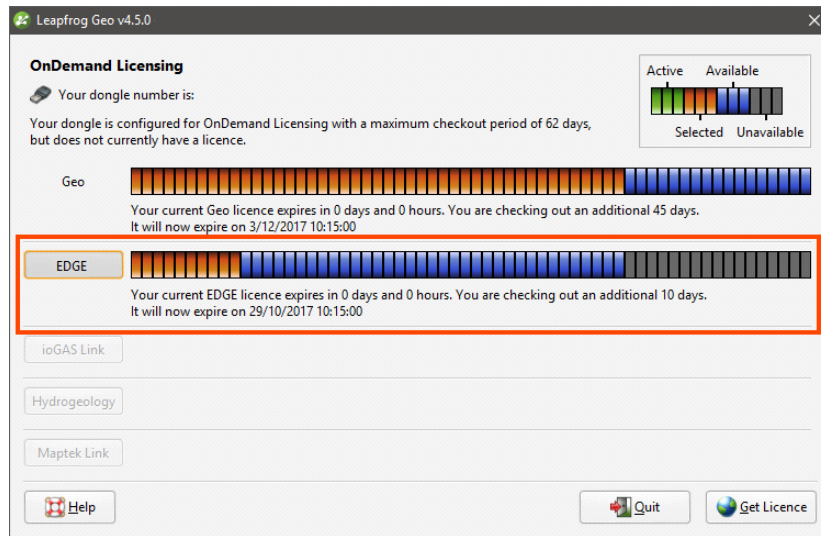 Leapfrog Geo v4.5.0
OnDemand Licensing
Your dongle number is:
Your dongle is configured for OnDemand Licensing with a maximum checkout period of 62 days,
but does not currently have a licence.
Active Available
Selected Unavailable
Geo
Your current Geo licence expires in 0 days and 0 hours. You are checking out an additional 45 days.
It will now expire on 3/12/2017 10:15:00
EDGE
Your current EDGE licence expires in 0 days and 0 hours. You are checking out an additional 10 days.
It will now expire on 29/10/2017 10:15:00
ioGAS Link
Hydrogeology
Maptek Link
Help
Quit
Get Licence